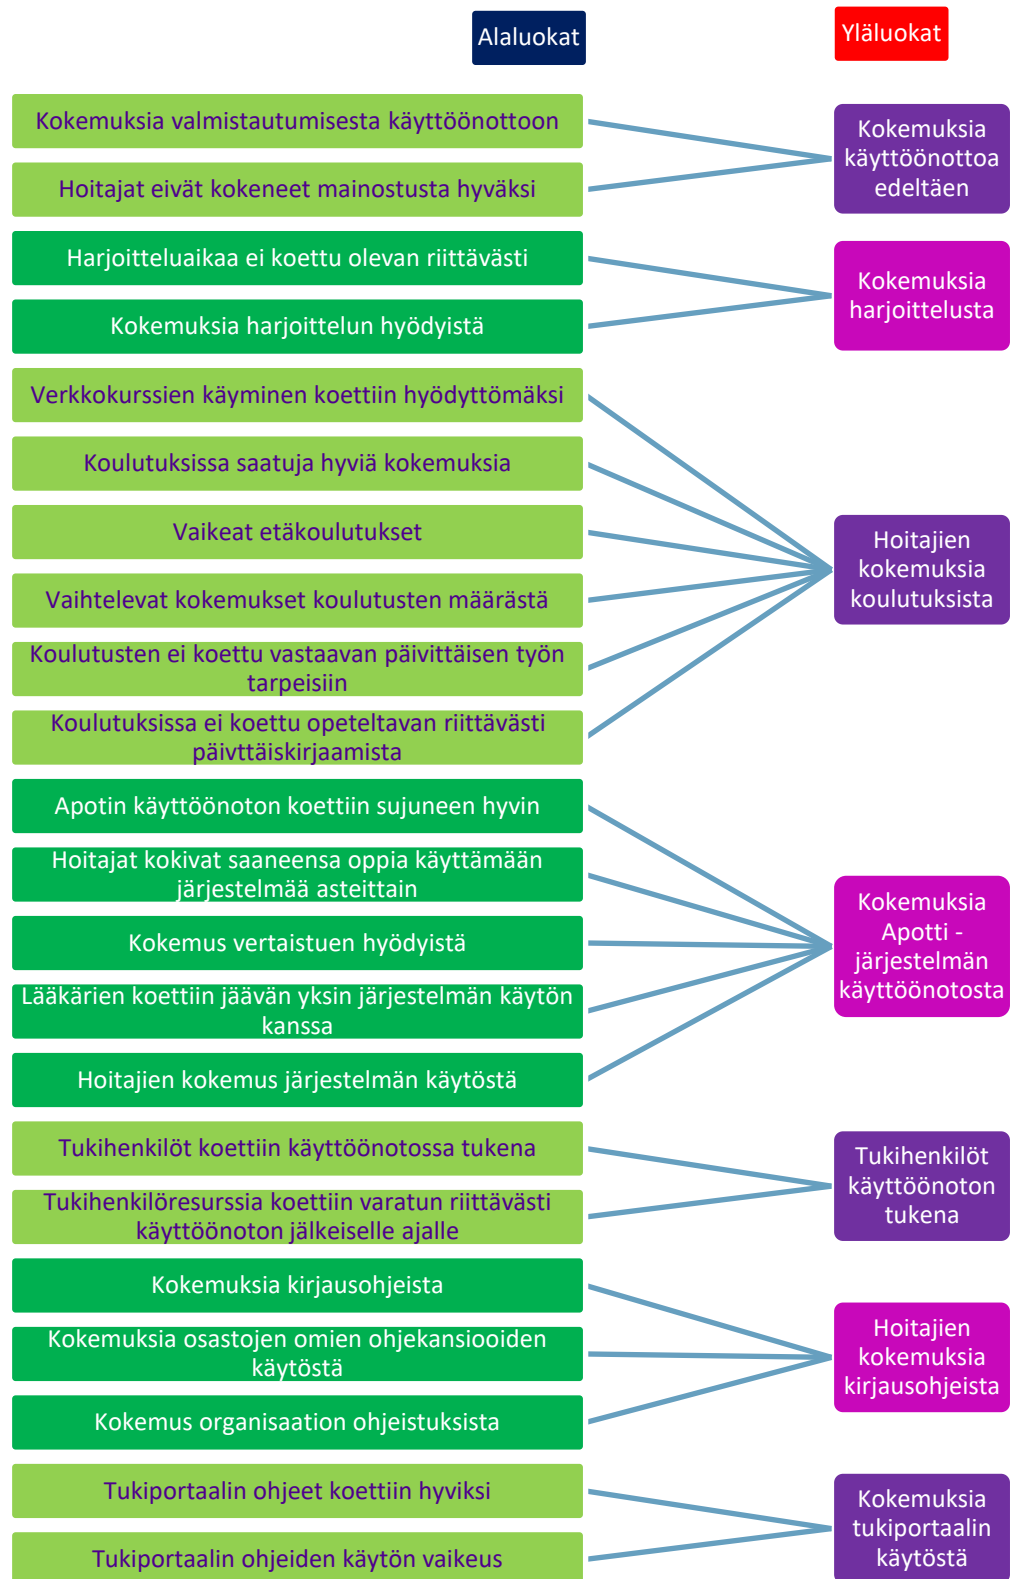 Alaluokat
Yläluokat
Kokemuksia valmistautumisesta käyttöönottoon
Hoitajat eivät kokeneet mainostusta hyväksi
Kokemuksia
käyttöönottoa
edeltäen
Harjoitteluaikaa ei koettu olevan riittävästi
Kokemuksia harjoittelun hyödyistä
Kokemuksia
harjoittelusta
Verkkokurssien käyminen koettiin hyödyttömäksi
Koulutuksissa saatuja hyviä kokemuksia
Vaikeat etäkoulutukset
Vaihtelevat kokemukset koulutusten määrästä
Koulutusten ei koettu vastaavan päivittäisen työn
tarpeisiin
Koulutuksissa ei koettu opeteltavan riittävästi
päivttäiskirjaamista
Hoitajien
kokemuksia
koulutuksista
Apotin käyttöönoton koettiin sujuneen hyvin
Hoitajat kokivat saaneensa oppia käyttämään
järjestelmää asteittain
Kokemus vertaistuen hyödyistä
Lääkärien koettiin jäävän yksin järjestelmän käytön
kanssa
Hoitajien kokemus järjestelmän käytöstä
Kokemuksia
Apotti -
järjestelmän
käyttöönotosta
Tukihenkilöt koettiin käyttöönotossa tukena
Tukihenkilöresurssia koettiin varatun riittävästi
käyttöönoton jälkeiselle ajalle
Tukihenkilöt
käyttöönoton
tukena
Kokemuksia kirjausohjeista
Kokemuksia osastojen omien ohjekansiooiden
käytöstä
Kokemus organisaation ohjeistuksista
Hoitajien
kokemuksia
kirjausohjeista
Tukiportaalin ohjeet koettiin hyviksi
Tukiportaalin ohjeiden käytön vaikeus
Kokemuksia
tukiportaalin
käytöstä